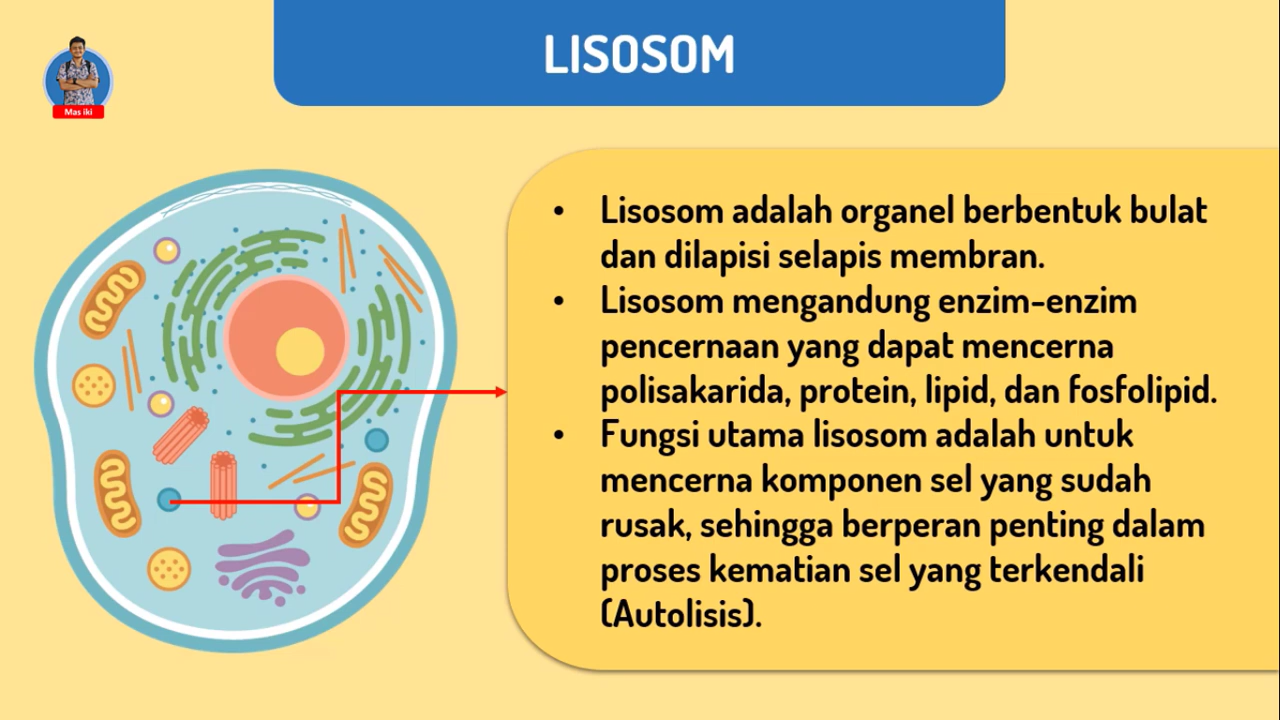 LISOSOM
Mas iki
• Lisosom adalah organel berbentuk bulat
dan dilapisi selapis membran.
• Lisosom mengandung enzim-enzim
pencernaan yang dapat mencerna
polisakarida, protein, lipid, dan fosfolipid.
• Fungsi utama lisosom adalah untuk
mencerna komponen sel yang sudah
rusak, sehingga berperan penting dalam
proses kematian sel yang terkendali
(Autolisis).